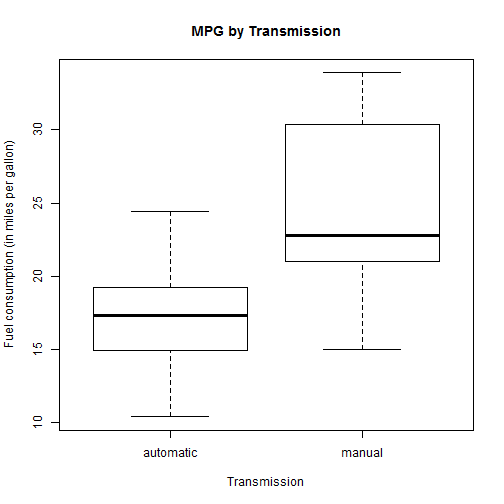 MPG by Transmission
Fuel consumption (in miles per gallon)
30
25
20
15
10
automatic manual
Transmission